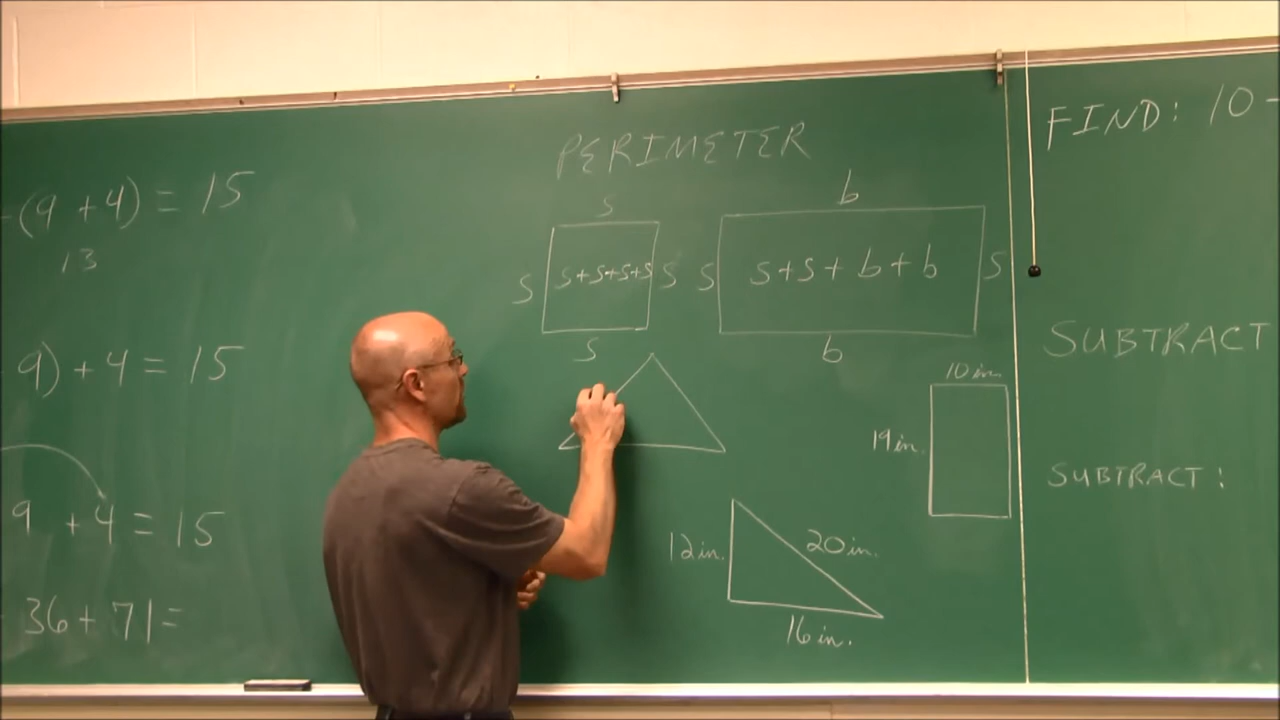 -(9 + 4) = 15
13
9) + 4 = 15
9 + 4 = 15
36 + 71 =
PERIMETER
s
s
s+s+s+s
s
s
b
s
s+s+b+b
s
b
10 in.
19 in.
12 in.
20 in.
16 in.
FIND: 10-
SUBTRACT
SUBTRACT: